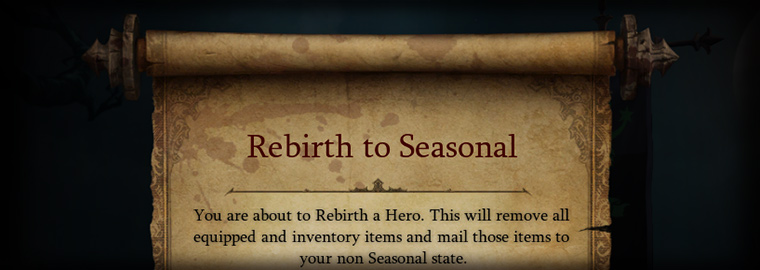 Rebirth to Seasonal
You are about to Rebirth a Hero. This will remove all
equipped and inventory items and mail those items to
your non Seasonal state.